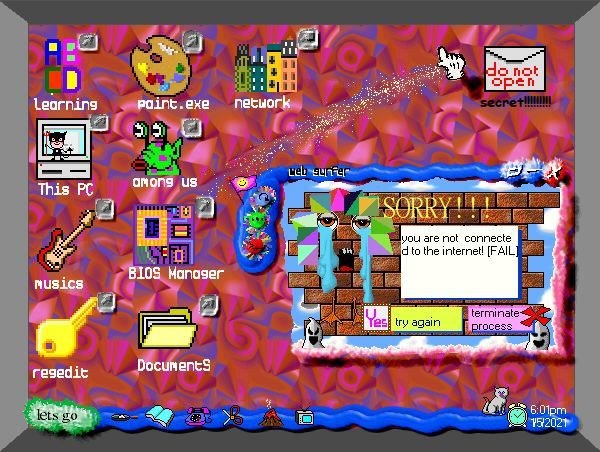 A B
C D
learning
paint.exe
network
do not
open
secret!!!!!!!!!
This PC
among us
web surfer
SORRY!!!
you are not connecte
d to the internet! [FAIL]
BIOS Manager
musics
Yes
try again
terminate
process
regedit
DocumentS
lets go
6:01pm
1/5/2021